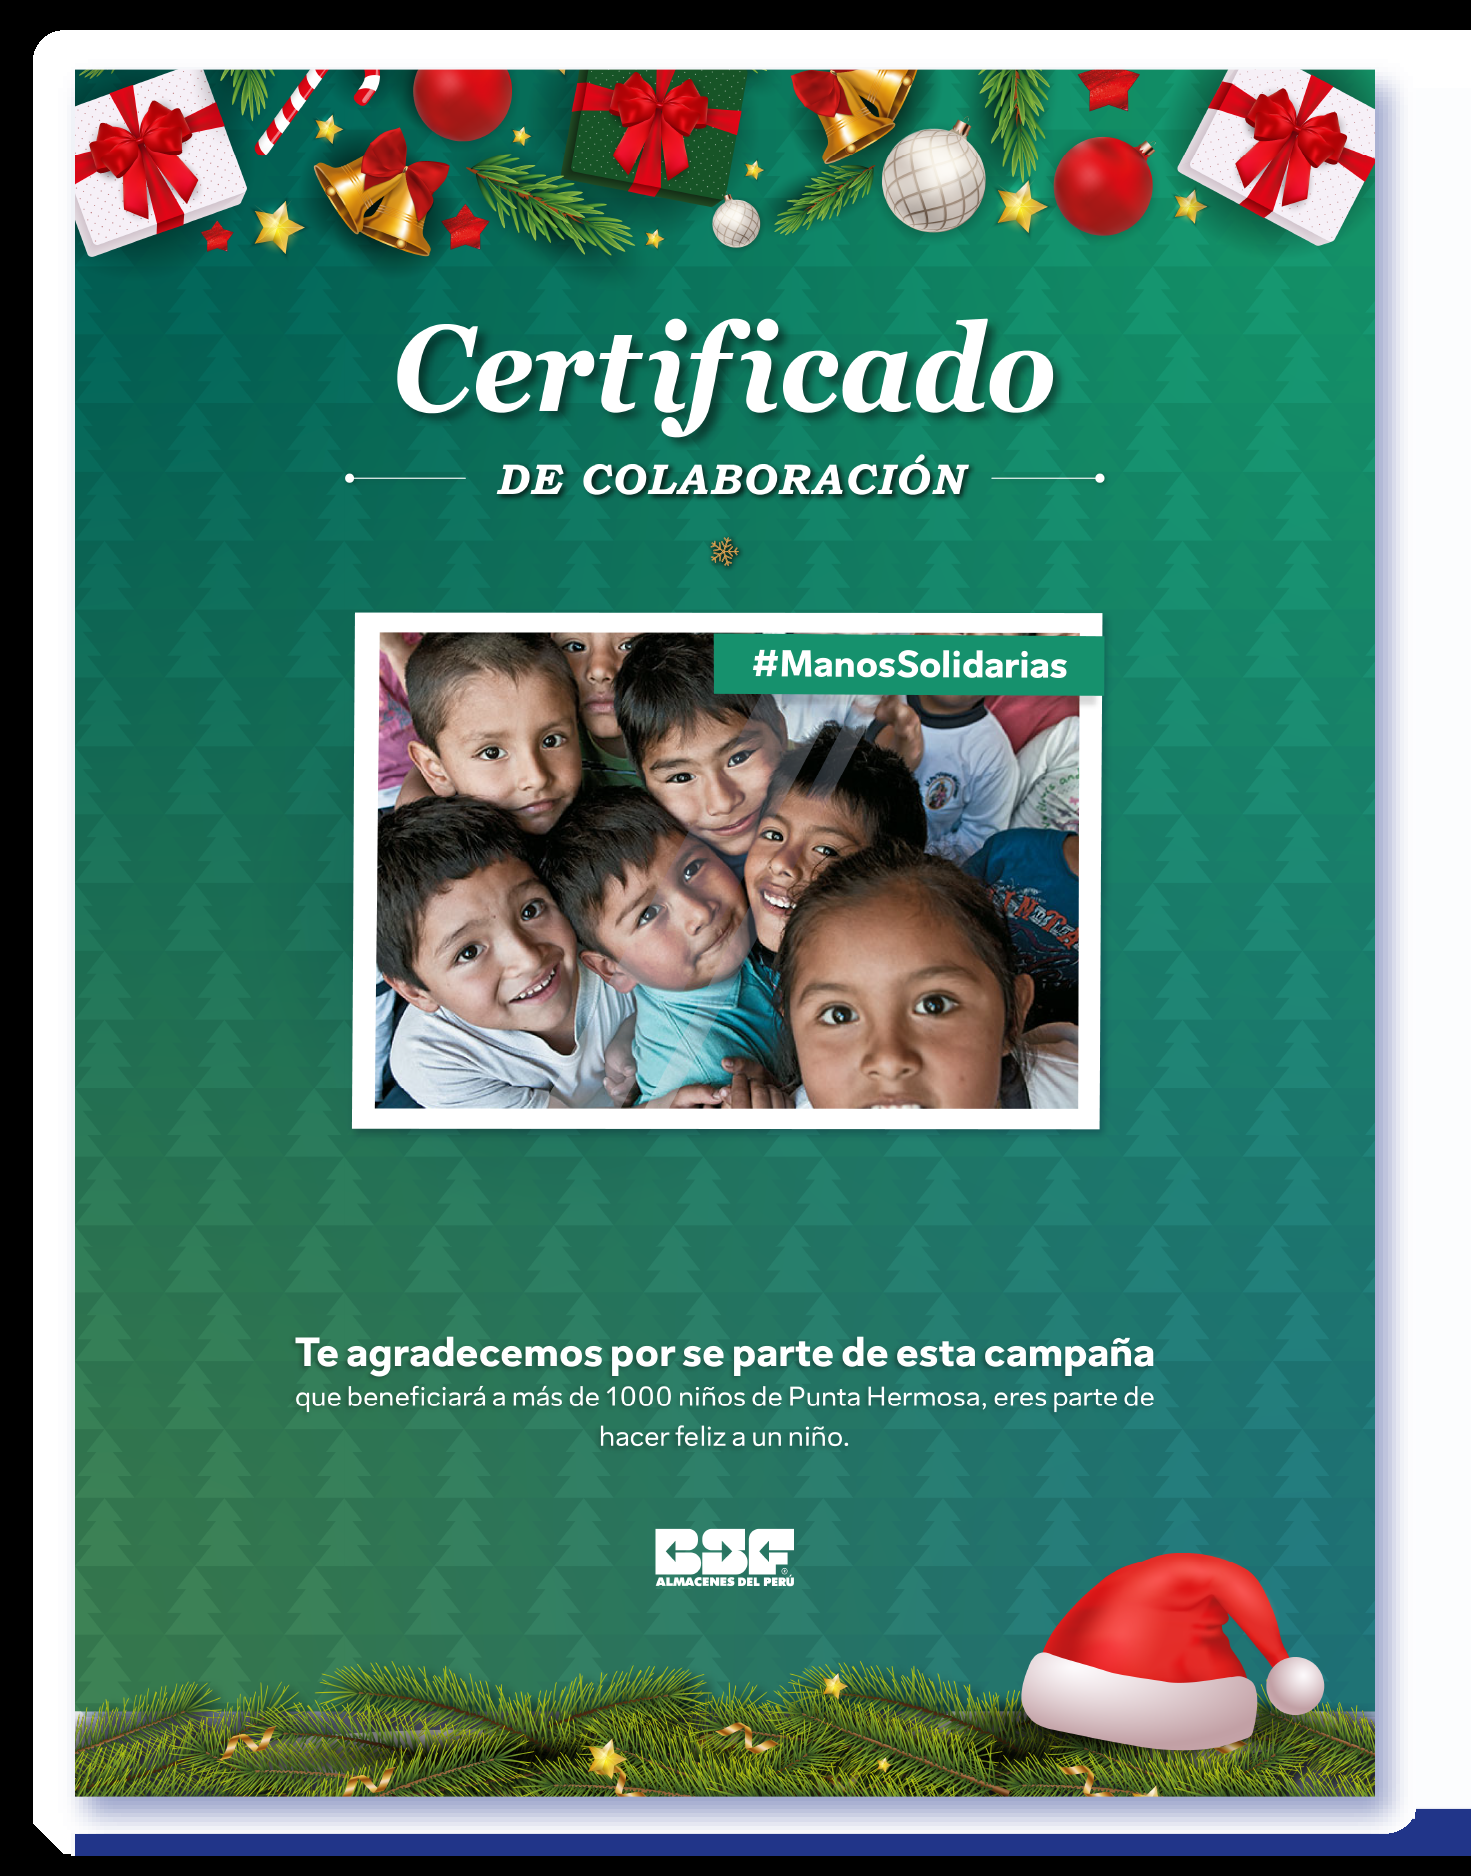 Certificado
DE COLABORACIÓN
#ManosSolidarias
Te agradecemos por se parte de esta campaña
que beneficiará a más de 1000 niños de Punta Hermosa, eres parte de
hacer feliz a un niño.
BSF
®
ALMACENES DEL PERÚ